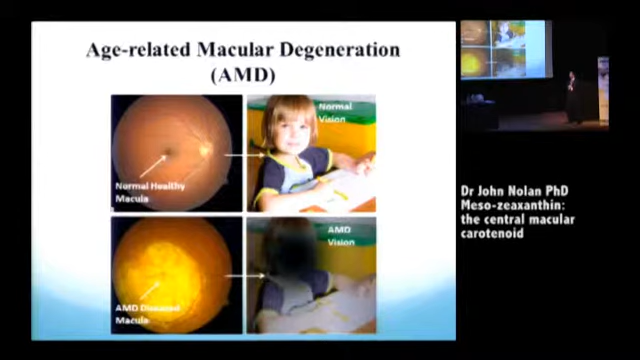 Age-related Macular Degeneration
(AMD)
Normal
Vision
Normal Healthy
Macula
AMD
Vision
AMD Diseased
Macula
Dr John Nolan PhD
Meso-zeaxanthin:
the central macular
carotenoid